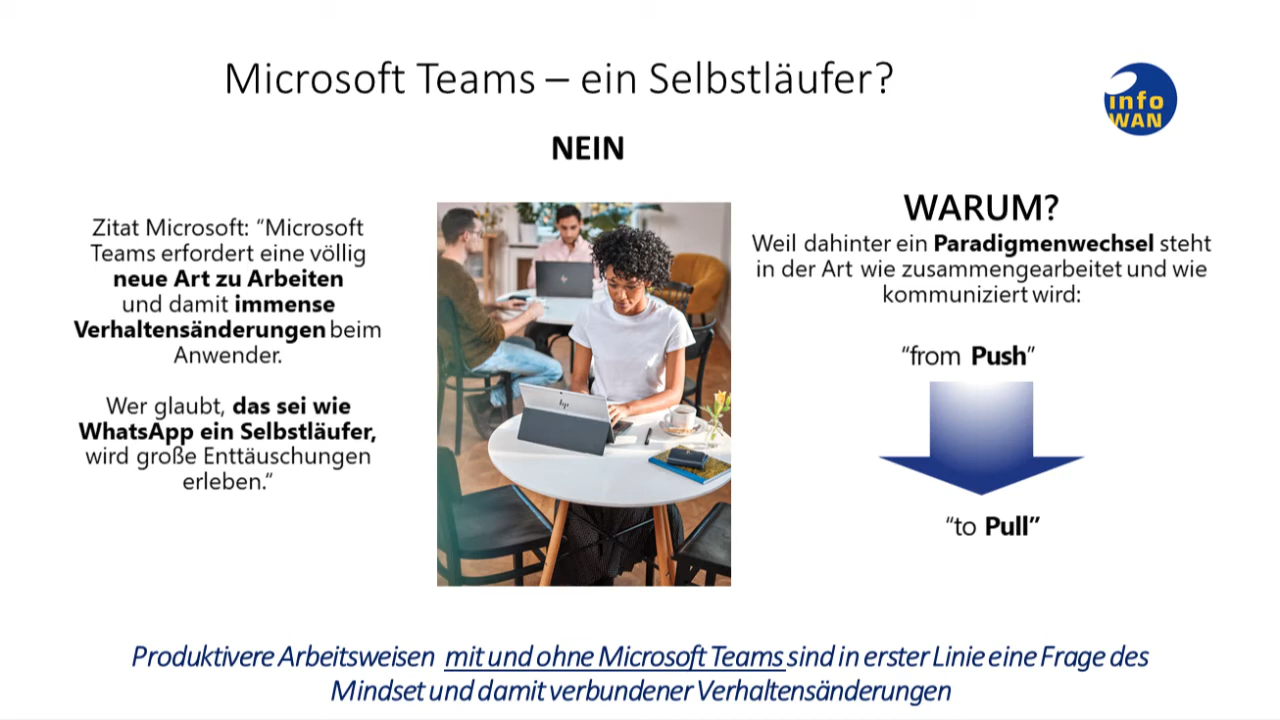 Microsoft Teams – ein Selbstläufer?
info
WAN
NEIN
Zitat Microsoft: “Microsoft
Teams erfordert eine völlig
neue Art zu Arbeiten
und damit immense
Verhaltensänderungen beim
Anwender.
Wer glaubt, das sei wie
WhatsApp ein Selbstläufer,
wird große Enttäuschungen
erleben.“
hp
WARUM?
Weil dahinter ein Paradigmenwechsel steht
in der Art wie zusammengearbeitet und wie
kommuniziert wird:
“from Push”
“to Pull”
Produktivere Arbeitsweisen mit und ohne Microsoft Teams sind in erster Linie eine Frage des
Mindset und damit verbundener Verhaltensänderungen